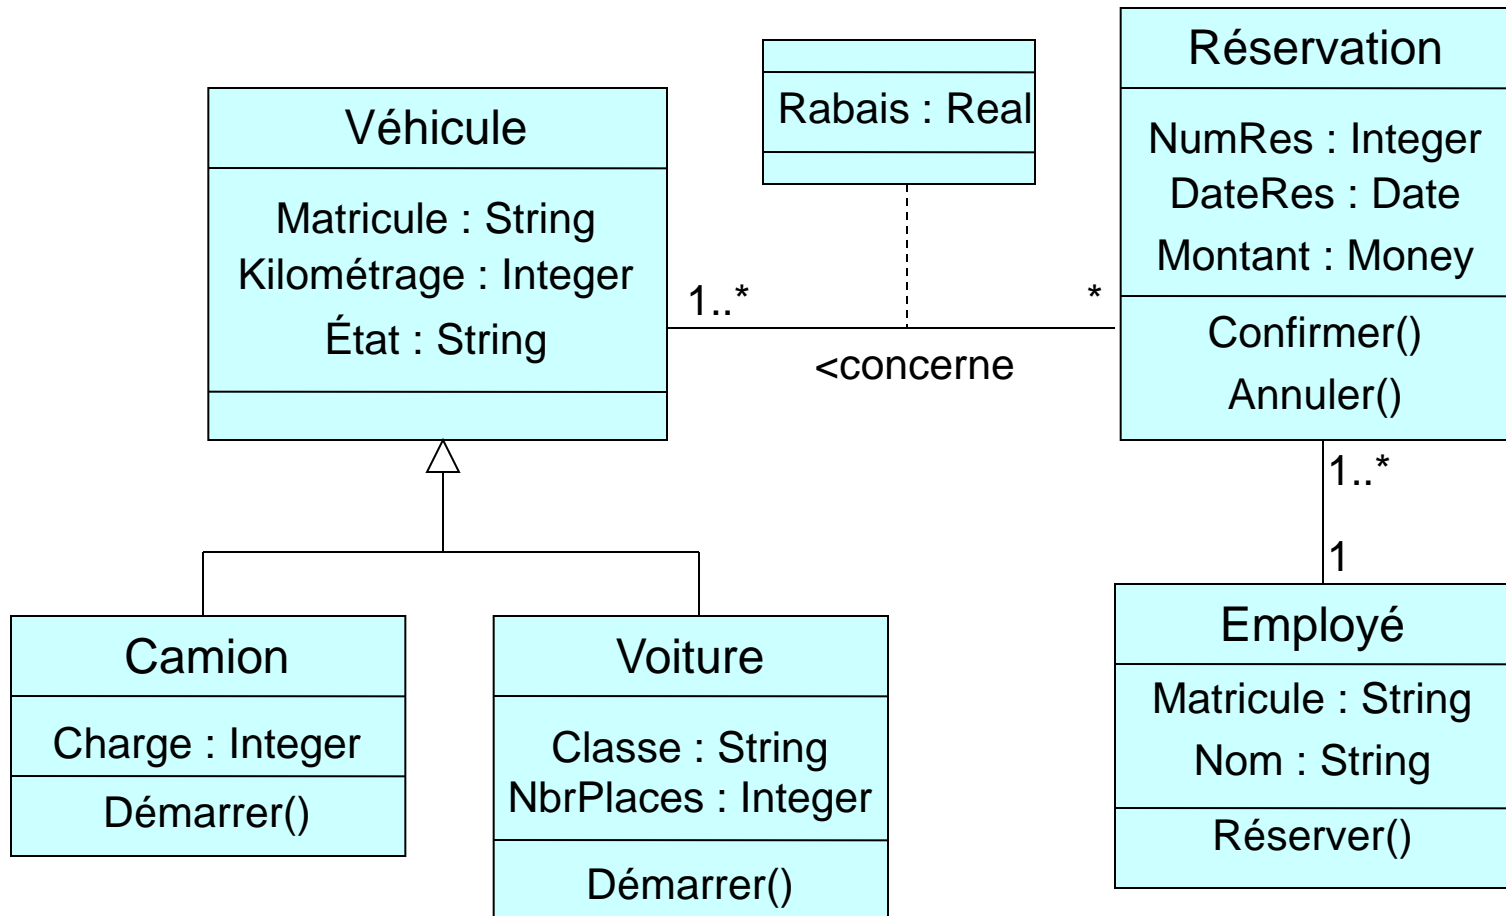 Véhicule
Matricule : String
Kilométrage : Integer
État : String
Rabais : Real
Réservation
NumRes : Integer
DateRes : Date
Montant : Money
Confirmer()
Annuler()
1..*
*
<concerne
1..*
1
Camion
Charge : Integer
Démarrer()
Voiture
Classe : String
NbrPlaces : Integer
Démarrer()
Employé
Matricule : String
Nom : String
Réserver()